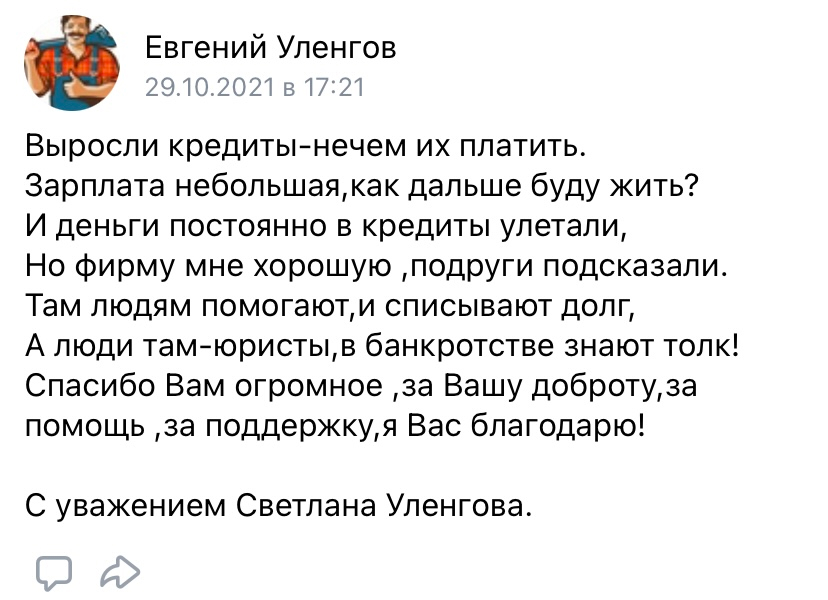 Евгений Уленгов
29.10.2021 в 17:21
Выросли кредиты-нечем их платить.
Зарплата небольшая,как дальше буду жить?
И деньги постоянно в кредиты улетали,
Но фирму мне хорошую ,подруги подсказали.
Там людям помогают,и списывают долг,
А люди там-юристы,в банкротстве знают толк!
Спасибо Вам огромное ,за Вашу доброту,за
помощь ,за поддержку,я Вас благодарю!
С уважением Светлана Уленгова.